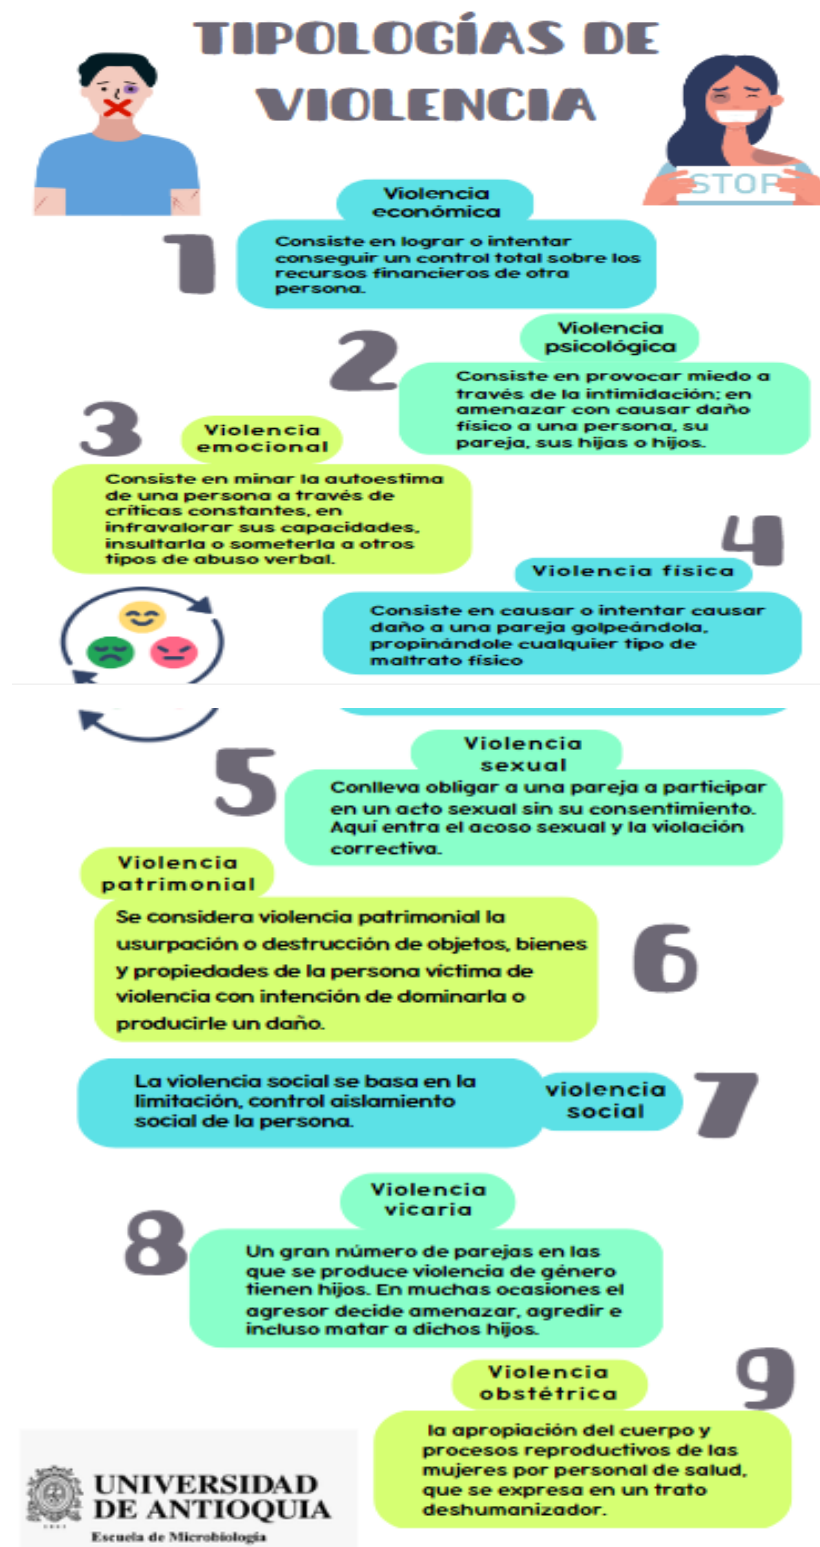 TIPOLOGÍAS DE
VIOLENCIA
STOP
Violencia
económica
1
Consiste en lograr o intentar
conseguir un control total sobre los
recursos financieros de otra
persona.
2
Violencia
psicológica
Consiste en provocar miedo a
través de la intimidación; en
amenazar con causar daño
físico a una persona, su
pareja, sus hijas o hijos.
3
Violencia
emocional
Consiste en minar la autoestima
de una persona a través de
críticas constantes, en
infravalorar sus capacidades,
insultarla o someterla a otros
tipos de abuso verbal.
4
Violencia física
Consiste en causar o intentar causar
daño a una pareja golpeándola,
propinándole cualquier tipo de
maltrato físico
5
Violencia
sexual
Conlleva obligar a una pareja a participar
en un acto sexual sin su consentimiento.
Aquí entra el acoso sexual y la violación
correctiva.
Violencia
patrimonial
Se considera violencia patrimonial la
usurpación o destrucción de objetos, bienes
y propiedades de la persona víctima de
violencia con intención de dominarla o
producirle un daño.
6
La violencia social se basa en la
limitación, control aislamiento
social de la persona.
violencia
social
7
Violencia
vicaria
8
Un gran número de parejas en las
que se produce violencia de género
tienen hijos. En muchas ocasiones el
agresor decide amenazar, agredir e
incluso matar a dichos hijos.
Violencia
obstétrica
9
la apropiación del cuerpo y
procesos reproductivos de las
mujeres por personal de salud,
que se expresa en un trato
deshumanizador.
UNIVERSIDAD
DE ANTIOQUIA
Escuela de Microbiología